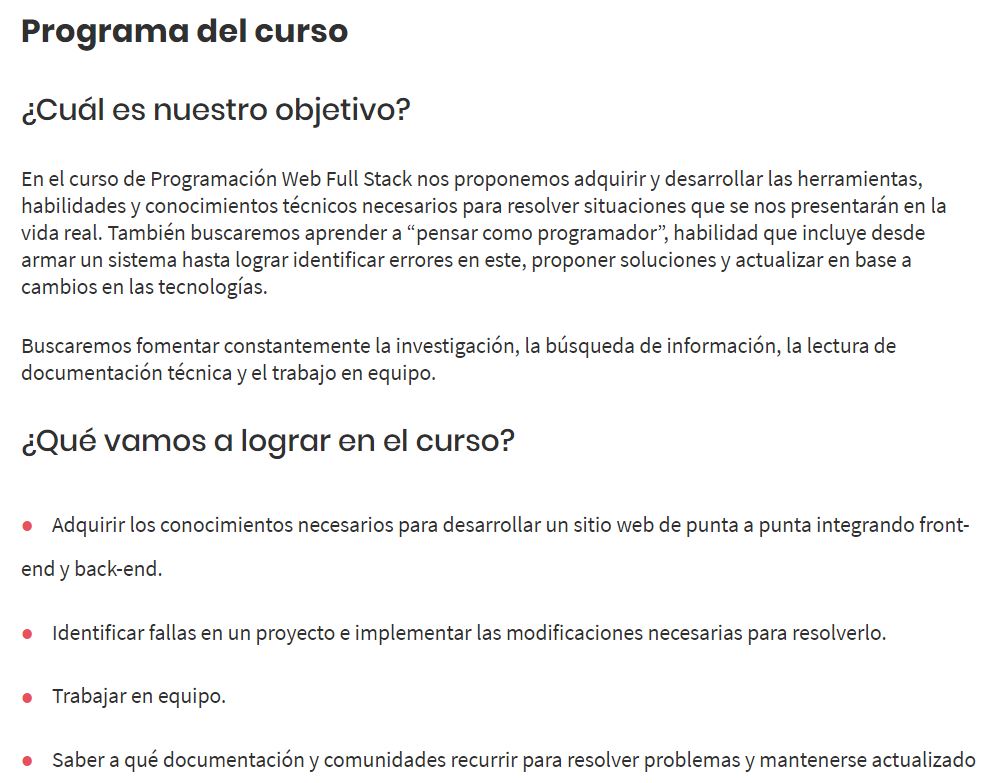 Programa del curso
¿Cuál es nuestro objetivo?
En el curso de Programación Web Full Stack nos proponemos adquirir y desarrollar las herramientas,
habilidades y conocimientos técnicos necesarios para resolver situaciones que se nos presentarán en la
vida real. También buscaremos aprender a “pensar como programador”, habilidad que incluye desde
armar un sistema hasta lograr identificar errores en este, proponer soluciones y actualizar en base a
cambios en las tecnologías.
Buscaremos fomentar constantemente la investigación, la búsqueda de información, la lectura de
documentación técnica y el trabajo en equipo.
¿Qué vamos a lograr en el curso?
● Adquirir los conocimientos necesarios para desarrollar un sitio web de punta a punta integrando front-
end y back-end.
● Identificar fallas en un proyecto e implementar las modificaciones necesarias para resolverlo.
● Trabajar en equipo.
● Saber a qué documentación y comunidades recurrir para resolver problemas y mantenerse actualizado